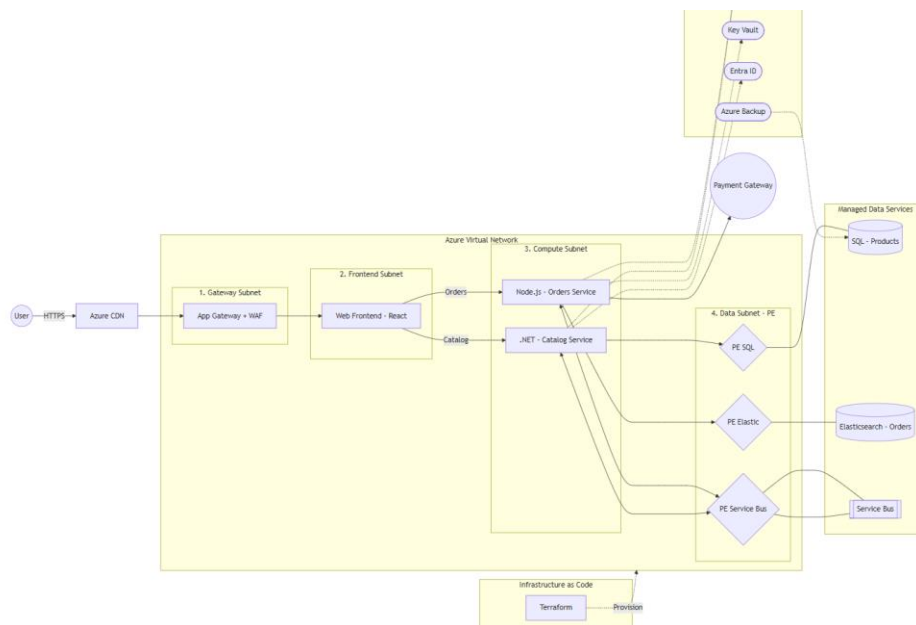 Key Vault
Entra ID
Azure Backup
Payment Gateway
Managed Data Services
SQL - Products
Azure Virtual Network
3. Compute Subnet
2. Frontend Subnet
1. Gateway Subnet
Orders
Node.js - Orders Service
4. Data Subnet - PE
User
HTTPS
Azure CDN
App Gateway + WAF
Web Frontend - React
Catalog
.NET - Catalog Service
PE SQL
PE Elastic
Elasticsearch - Orders
PE Service Bus
Service Bus
Infrastructure as Code
Terraform
Provision